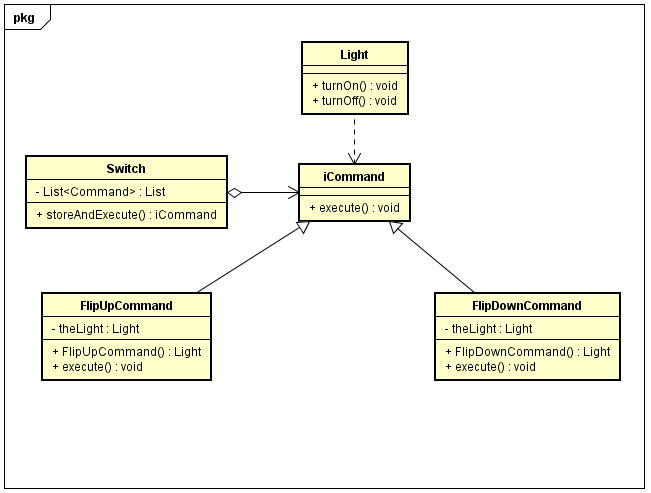 pkg
Light
+ turnOn() : void
+ turnOff() : void
Switch
- List<Command> : List
+ storeAndExecute() : iCommand
iCommand
+ execute() : void
FlipUpCommand
- theLight : Light
+ FlipUpCommand() : Light
+ execute() : void
FlipDownCommand
- theLight : Light
+ FlipDownCommand() : Light
+ execute() : void